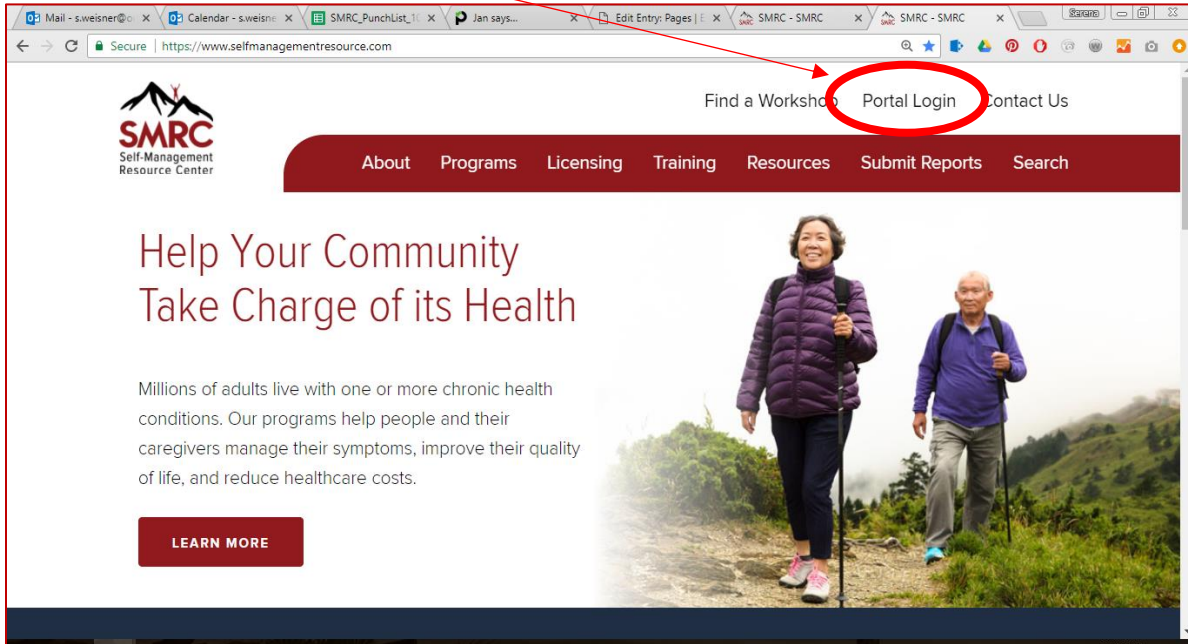 Mail - s.weisner@o
Calendar - s.weisne
SMRC_PunchList_1
Jan says...
Edit Entry: Pages | E
SMRC - SMRC
SMRC - SMRC
Serena
Secure | https://www.selfmanagementresource.com
Find a Workshop Portal Login Contact Us
SMRC
Self-Management
Resource Center
About Programs Licensing Training Resources Submit Reports Search
Help Your Community
Take Charge of its Health
Millions of adults live with one or more chronic health
conditions. Our programs help people and their
caregivers manage their symptoms, improve their quality
of life, and reduce healthcare costs.
LEARN MORE